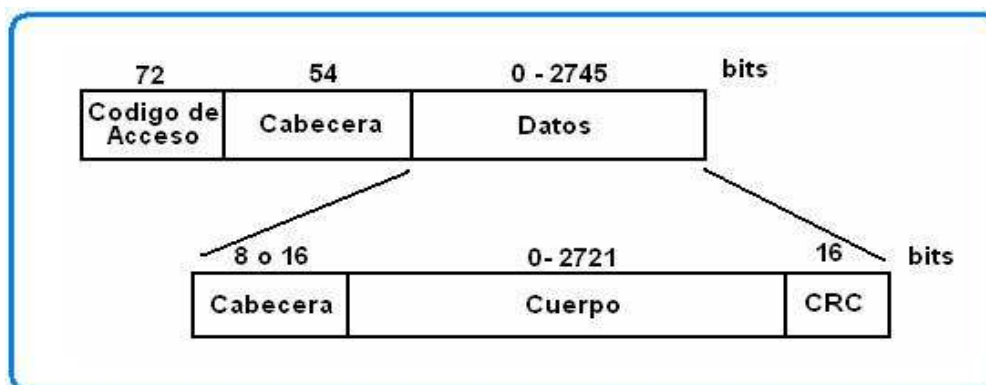 72 54 0 - 2745 bits
Codigo de
Acceso
Cabecera
Datos
8 o 16 0- 2721 16 bits
Cabecera Cuerpo CRC